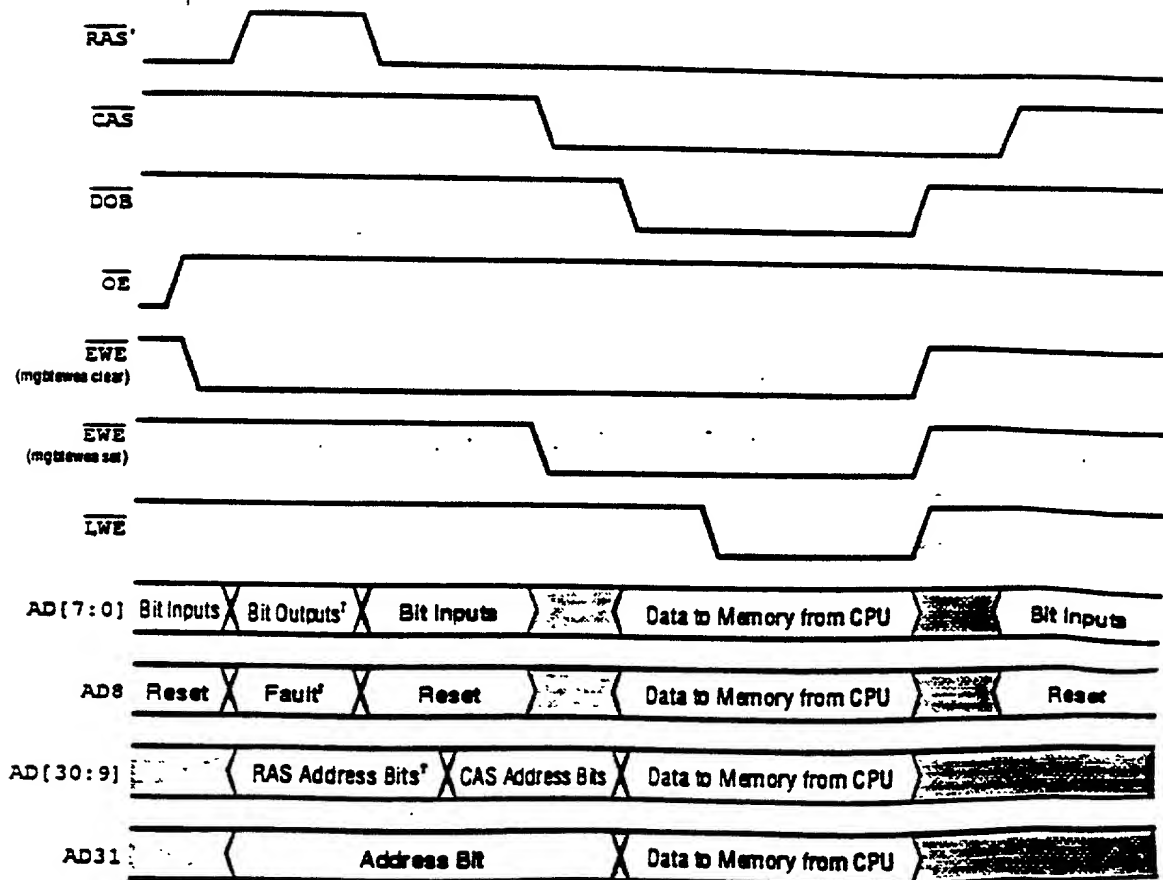 RAS'
CAS
DOB
OE
EWE
(mgbtewea clear)
EWE
(mgbtewea set)
LWE
AD[7:0] Bit Inputs Bit Outputs† Bit Inputs Data to Memory from CPU Bit Inputs
AD8 Reset Fault† Reset Data to Memory from CPU Reset
AD[30:9] RAS Address Bits† CAS Address Bits Data to Memory from CPU
AD31 Address Bit Data to Memory from CPU